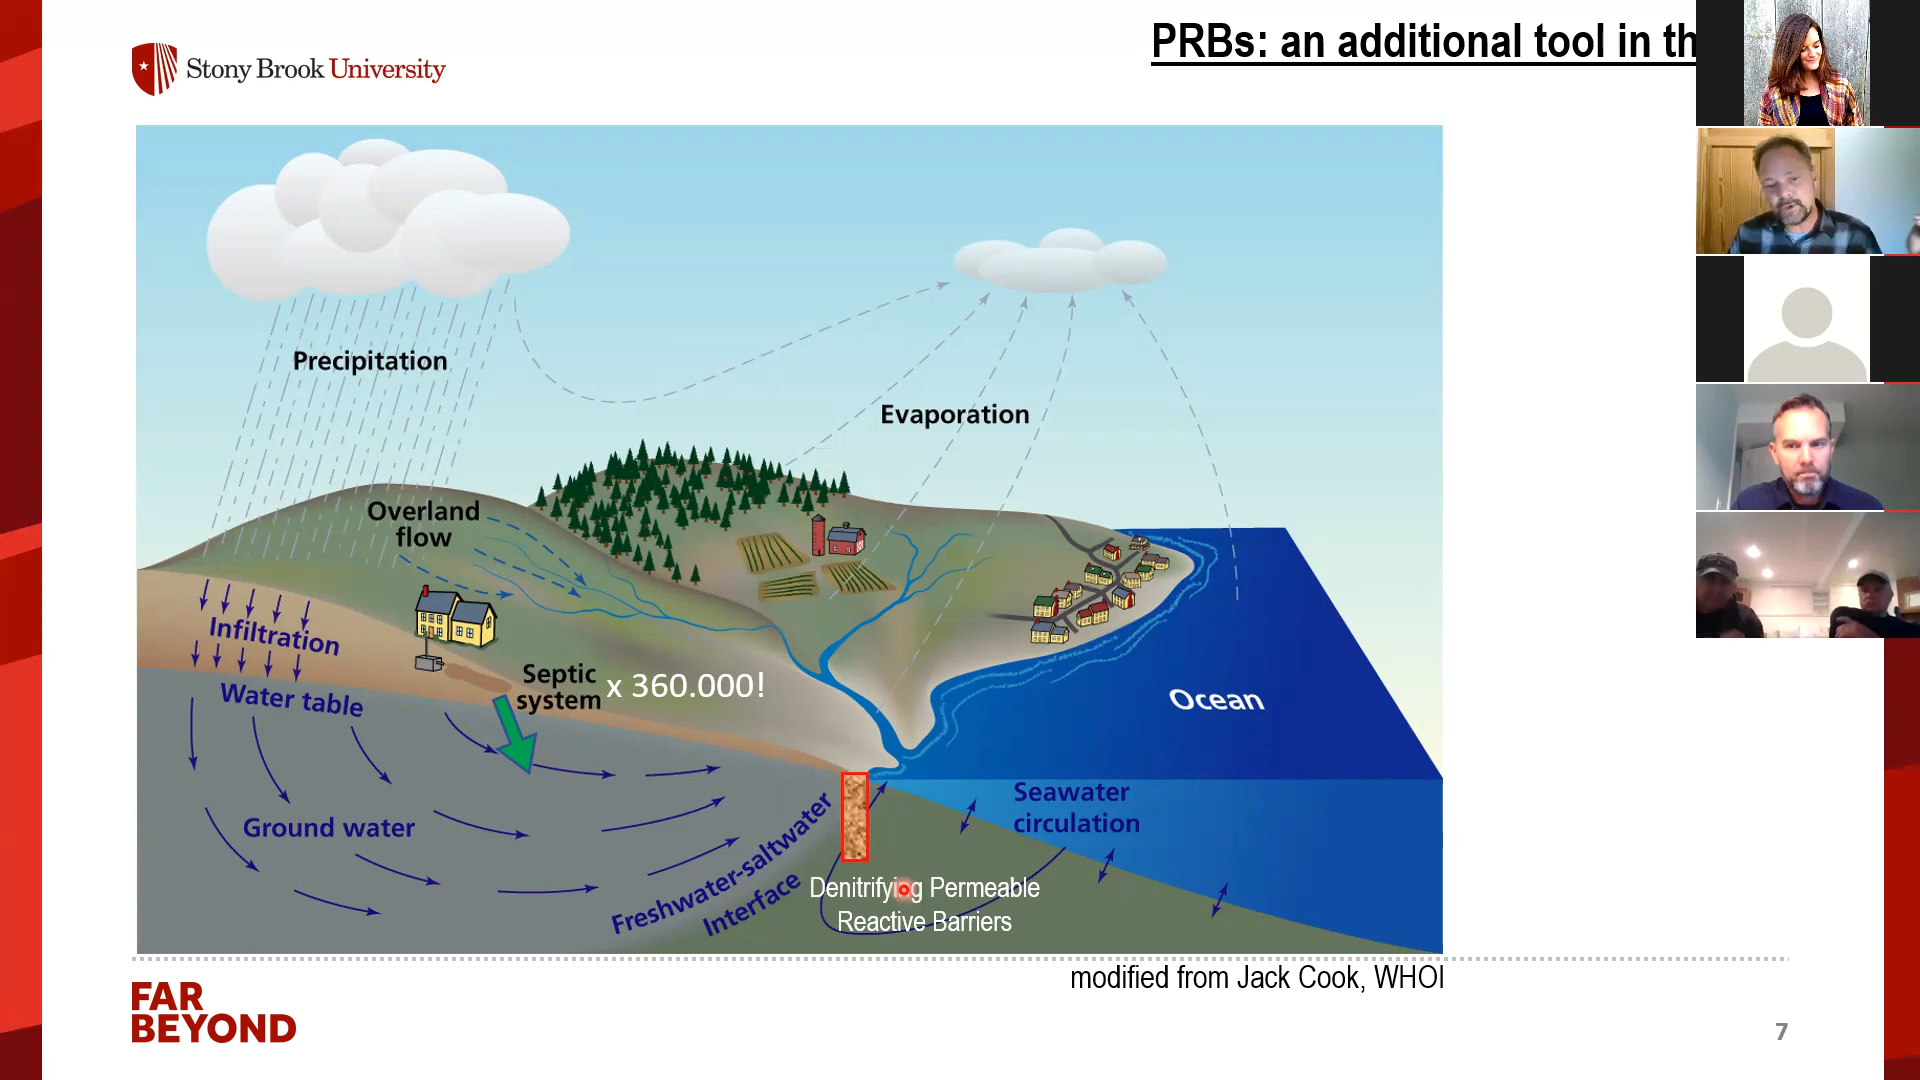 PRBs: an additional tool in th
Stony Brook University
Precipitation
Evaporation
Overland
flow
Infiltration
Septic
system x 360.000!
Water table
Ocean
Ground water
Freshwater-saltwater
Interface
Seawater
circulation
Denitrifying Permeable
Reactive Barriers
modified from Jack Cook, WHOI
FAR
BEYOND
7